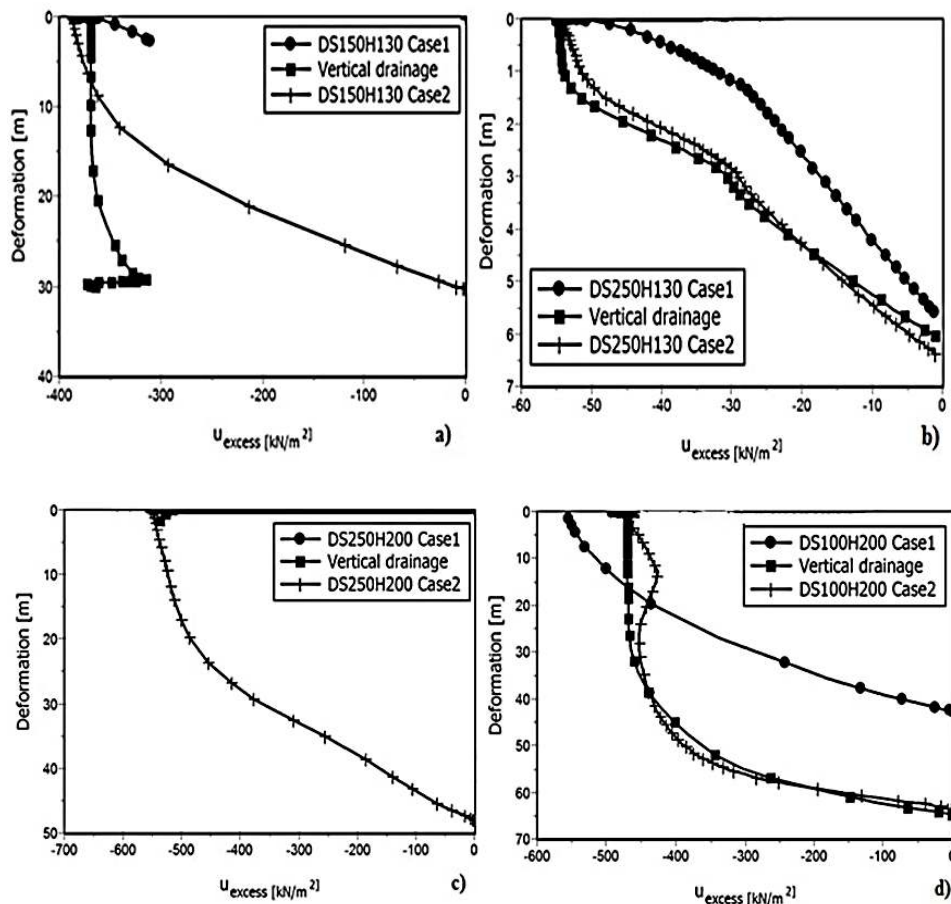 0
10
20
30
40
Deformation [m]
DS150H130 Case1
Vertical drainage
DS150H130 Case2
-400
-300
-200
-100
0
u excess [kN/m²]
a)
0
1
2
3
4
5
6
7
Deformation [m]
DS250H130 Case1
Vertical drainage
DS250H130 Case2
-60
-50
-40
-30
-20
-10
0
u excess [kN/m²]
b)
0
10
20
30
40
50
Deformation [m]
DS250H200 Case1
Vertical drainage
DS250H200 Case2
-700
-600
-500
-400
-300
-200
-100
0
u excess [kN/m²]
c)
0
10
20
30
40
50
60
70
Deformation [m]
DS100H200 Case1
Vertical drainage
DS100H200 Case2
-600
-500
-400
-300
-200
-100
0
u excess [kN/m²]
d)